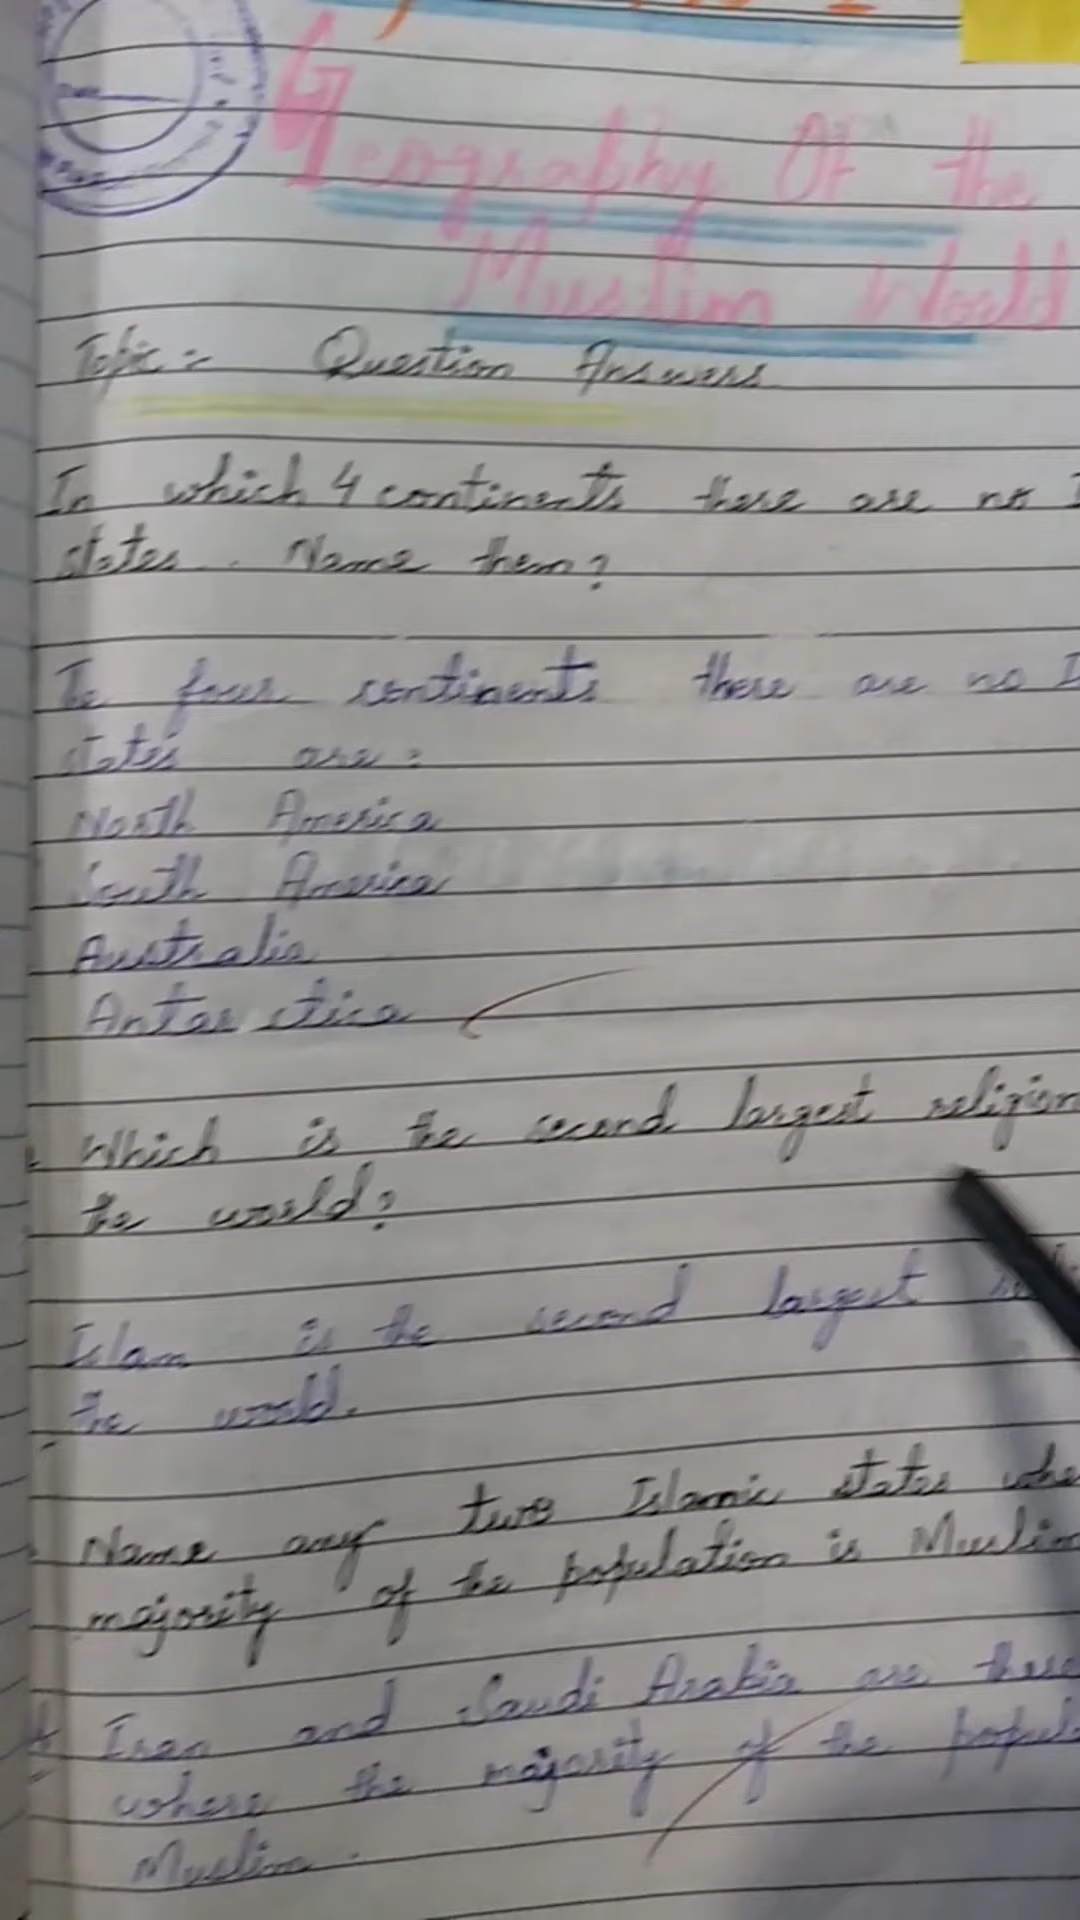 Geography Of the
Muslim World
Topic:- Question Answers
In which 4 continents there are no I
states. Name them?
The four continents there are no I
states are:
North America
South America
Australia
Antarctica
Which is the second largest religion
the world?
Islam is the second largest
the world.
Name any two Islamic states whe
majority of the population is Muslim
Iran and Saudi Arabia are these
where the majority of the popul
Muslim.